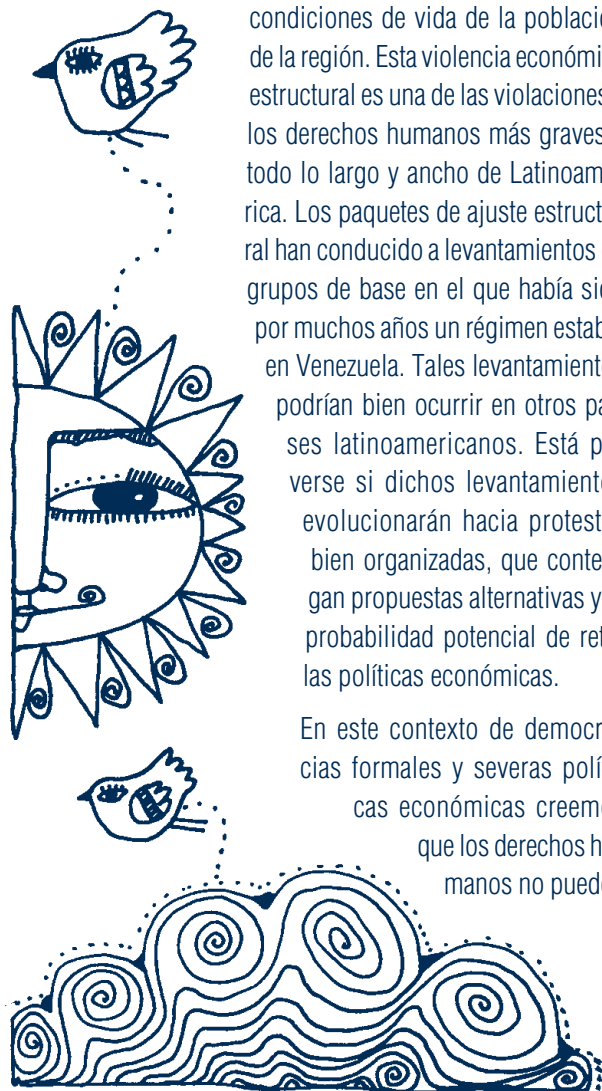 condiciones de vida de la població
de la región. Esta violencia económi
estructural es una de las violaciones
los derechos humanos más graves
todo lo largo y ancho de Latinoam
rica. Los paquetes de ajuste estruct
ral han conducido a levantamientos
grupos de base en el que había sie
por muchos años un régimen estab
en Venezuela. Tales levantamient
podrían bien ocurrir en otros pa
ses latinoamericanos. Está p
verse si dichos levantamient
evolucionarán hacia protest
bien organizadas, que conte
gan propuestas alternativas y
probabilidad potencial de ret
las políticas económicas.
En este contexto de democr
cias formales y severas polí
cas económicas creem
que los derechos h
manos no pued